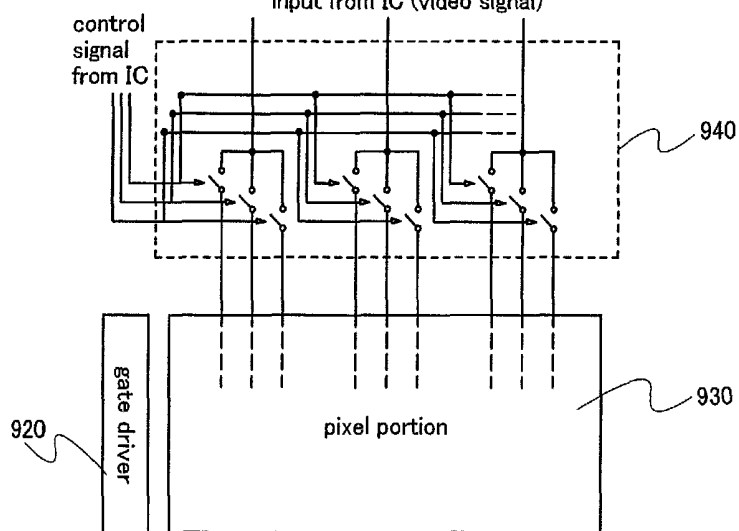 input from IC (video signal)
control
signal
from IC
940
930
920
gate driver
pixel portion